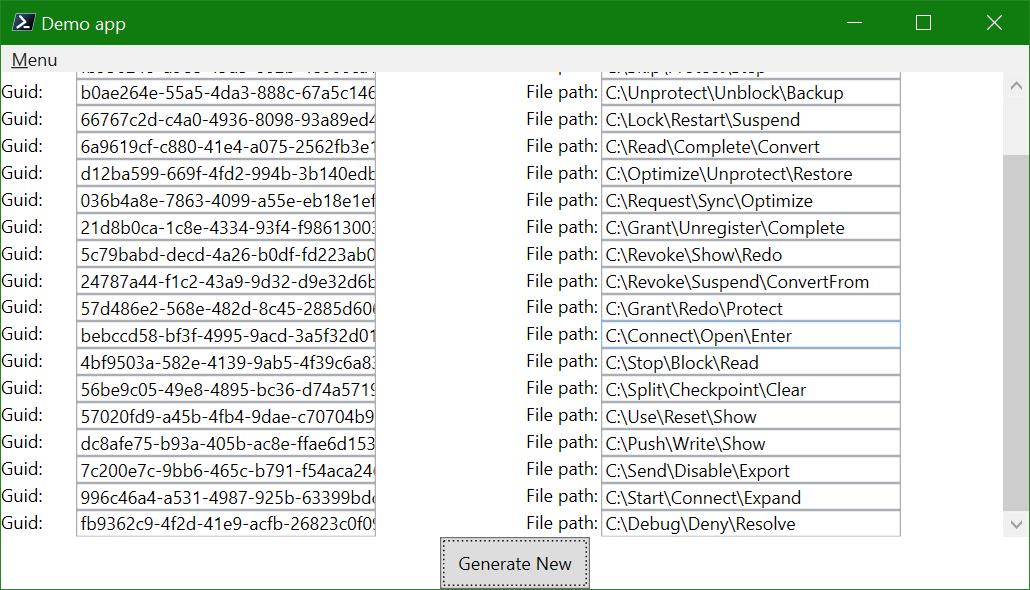 Demo app
Menu
Guid: b0ae264e-55a5-4da3-888c-67a5c146 File path: C:\Unprotect\Unblock\Backup
Guid: 66767c2d-c4a0-4936-8098-93a89ed4 File path: C:\Lock\Restart\Suspend
Guid: 6a9619cf-c880-41e4-a075-2562fb3e1 File path: C:\Read\Complete\Convert
Guid: d12ba599-669f-4fd2-994b-3b140edb File path: C:\Optimize\Unprotect\Restore
Guid: 036b4a8e-7863-4099-a55e-eb18e1ef File path: C:\Request\Sync\Optimize
Guid: 21d8b0ca-1c8e-4334-93f4-f98613003 File path: C:\Grant\Unregister\Complete
Guid: 5c79babd-decd-4a26-b0df-fd223ab0 File path: C:\Revoke\Show\Redo
Guid: 24787a44-f1c2-43a9-9d32-d9e32d6b File path: C:\Revoke\Suspend\ConvertFrom
Guid: 57d486e2-568e-482d-8c45-2885d606 File path: C:\Grant\Redo\Protect
Guid: bebccd58-bf3f-4995-9acd-3a5f32d01 File path: C:\Connect\Open\Enter
Guid: 4bf9503a-582e-4139-9ab5-4f39c6a83 File path: C:\Stop\Block\Read
Guid: 56be9c05-49e8-4895-bc36-d74a5719 File path: C:\Split\Checkpoint\Clear
Guid: 57020fd9-a45b-4fb4-9dae-c70704b9 File path: C:\Use\Reset\Show
Guid: dc8afe75-b93a-405b-ac8e-ffae6d153 File path: C:\Push\Write\Show
Guid: 7c200e7c-9bb6-465c-b791-f54aca24 File path: C:\Send\Disable\Export
Guid: 996c46a4-a531-4987-925b-63399bd File path: C:\Start\Connect\Expand
Guid: fb9362c9-4f2d-41e9-acfb-26823c0f09 File path: C:\Debug\Deny\Resolve
Generate New